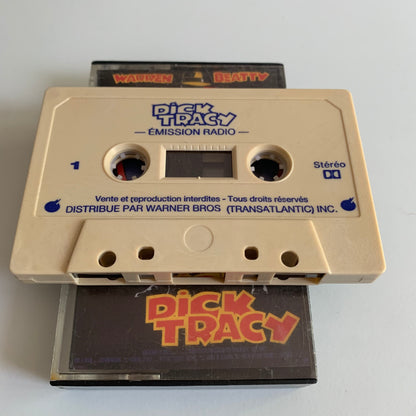 WARREN BEATTY
DICK
TRACY
— ÉMISSION RADIO —
1
Stéréo
Vente et reproduction interdites - Tous droits réservés
DISTRIBUE PAR WARNER BROS (TRANSATLANTIC) INC.
DICK
TRACY